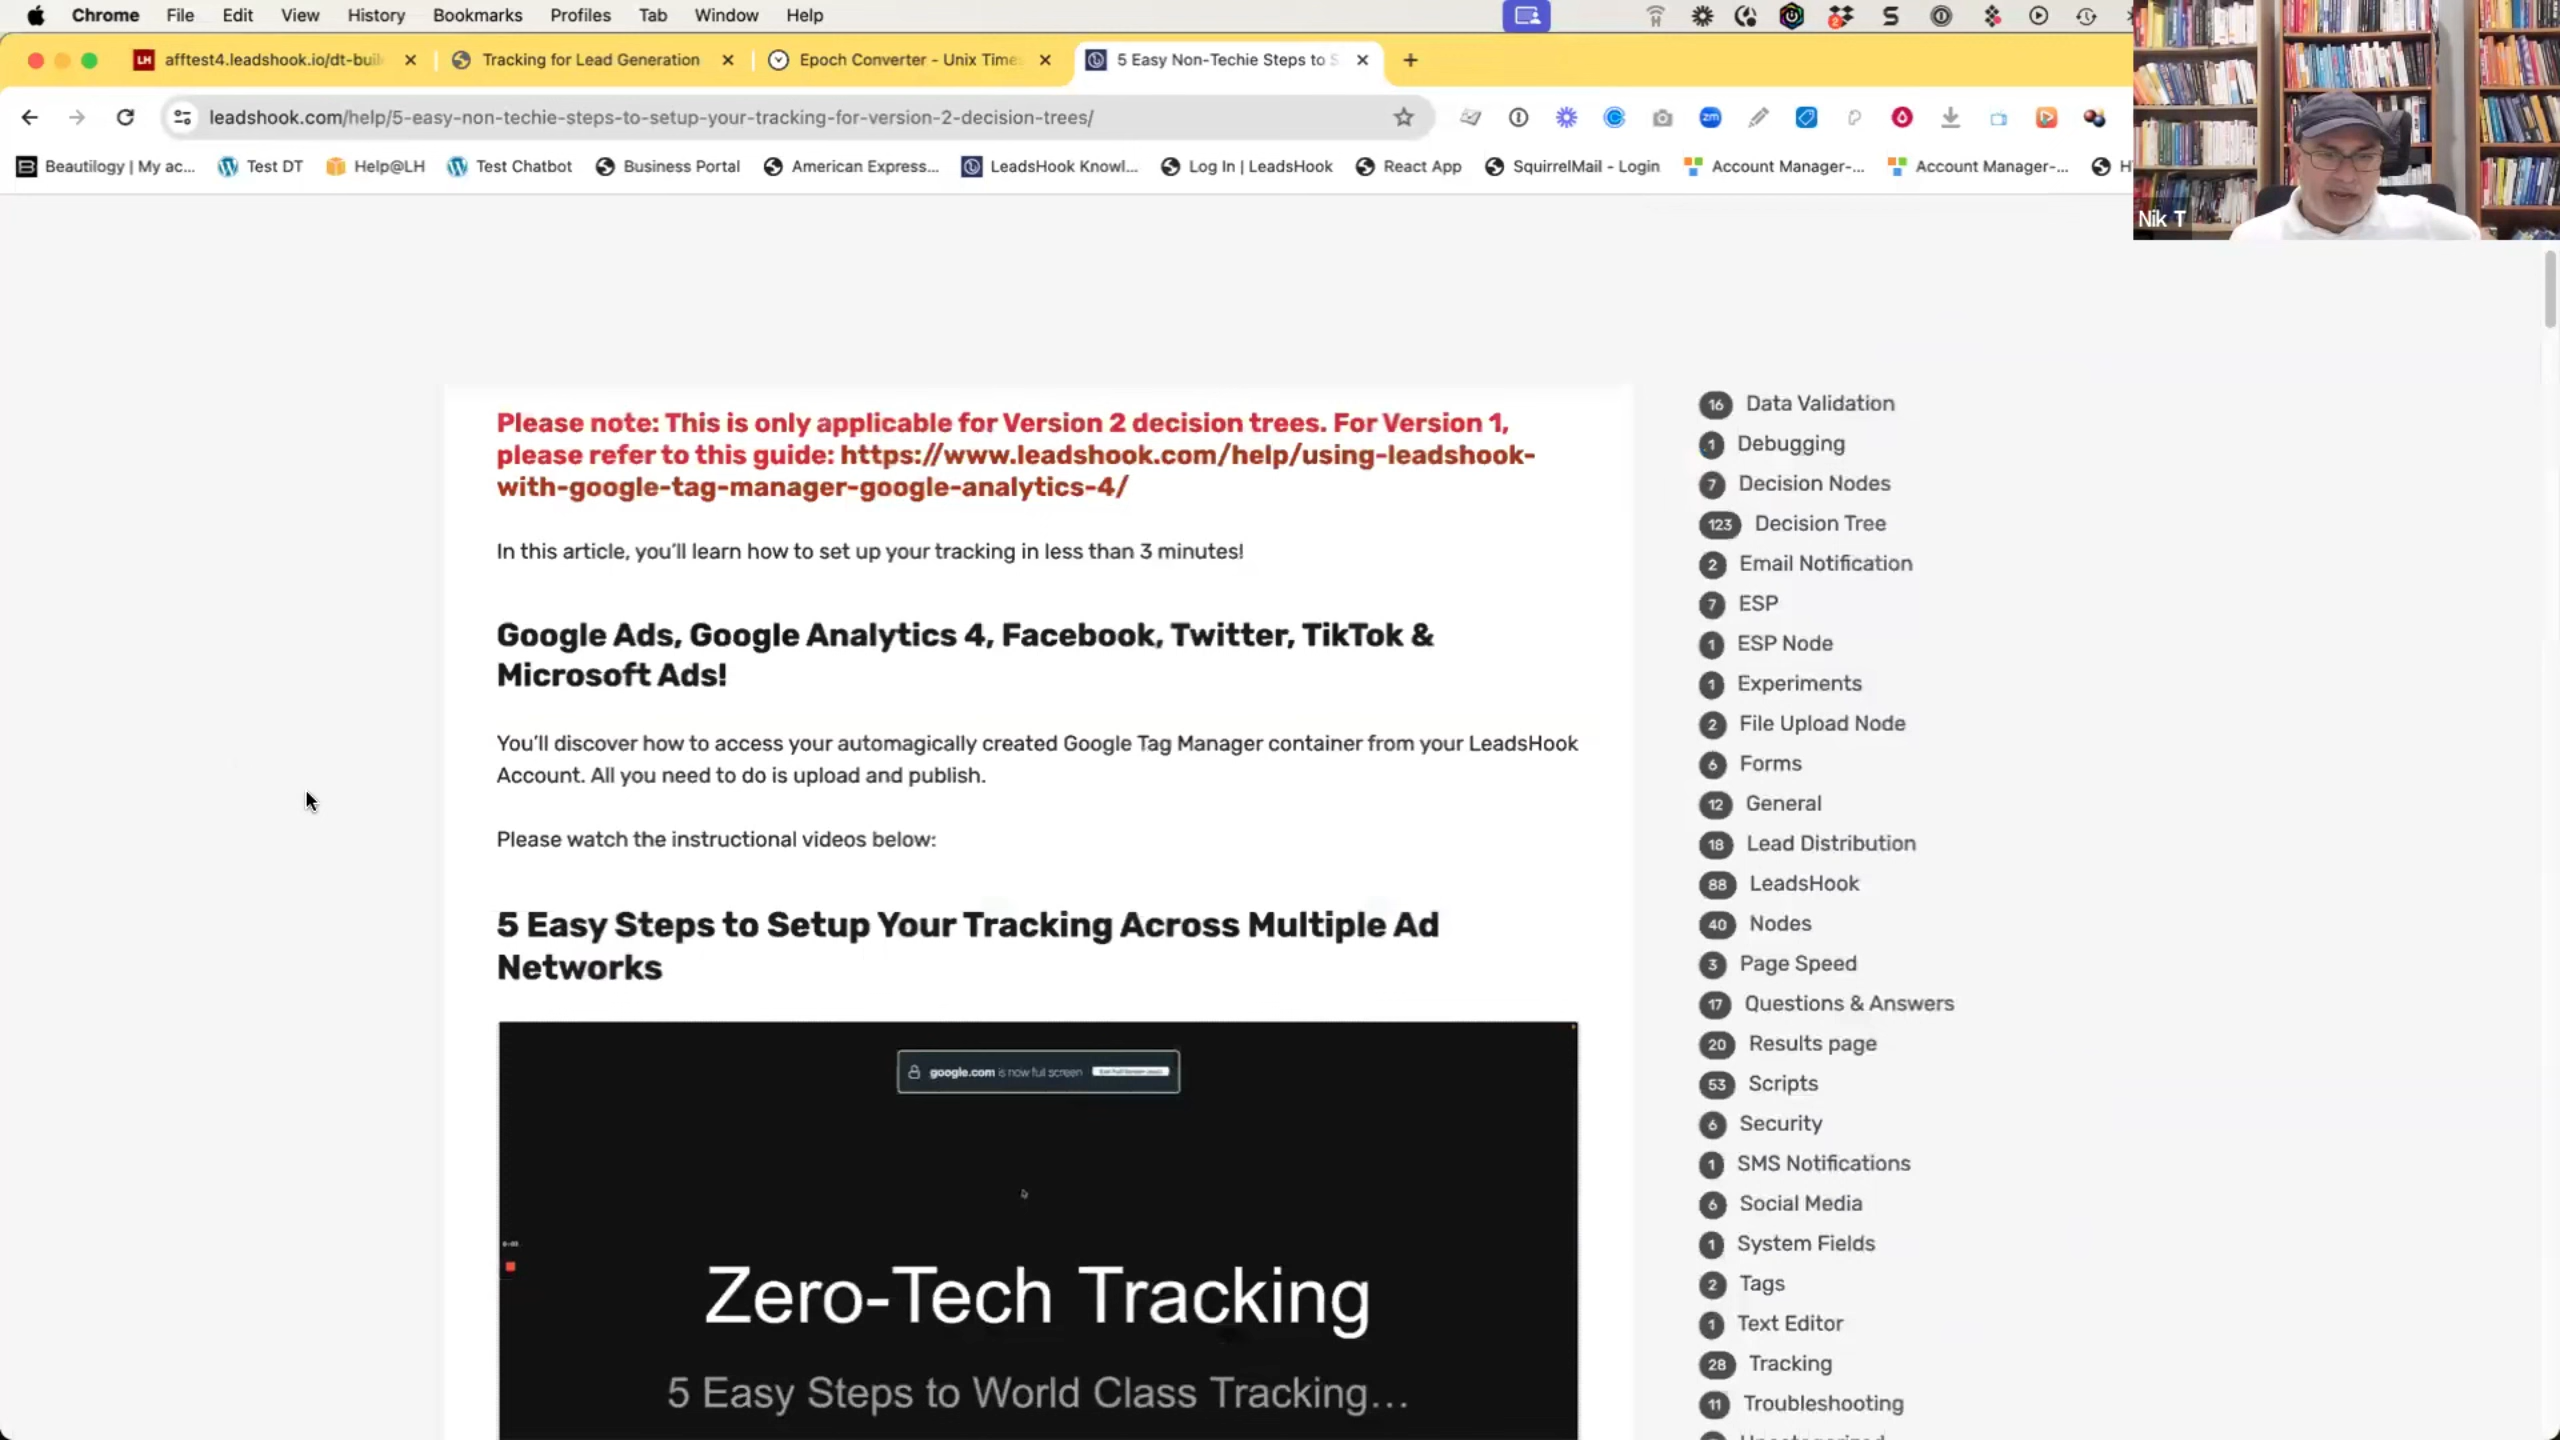 Chrome File Edit View History Bookmarks Profiles Tab Window Help
afftest4.leadshook.io/dt-buil
Tracking for Lead Generation
Epoch Converter - Unix Time
5 Easy Non-Techie Steps to S
leadshook.com/help/5-easy-non-techie-steps-to-setup-your-tracking-for-version-2-decision-trees/
Beautilogy | My ac... Test DT Help@LH Test Chatbot Business Portal American Express... LeadsHook Knowl... Log In | LeadsHook React App SquirrelMail - Login Account Manager-... Account Manager-...
Nik T
Please note: This is only applicable for Version 2 decision trees. For Version 1,
please refer to this guide: https://www.leadshook.com/help/using-leadshook-
with-google-tag-manager-google-analytics-4/
In this article, you'll learn how to set up your tracking in less than 3 minutes!
Google Ads, Google Analytics 4, Facebook, Twitter, TikTok &
Microsoft Ads!
You'll discover how to access your automagically created Google Tag Manager container from your LeadsHook
Account. All you need to do is upload and publish.
Please watch the instructional videos below:
5 Easy Steps to Setup Your Tracking Across Multiple Ad
Networks
google.com is now full screen
Zero-Tech Tracking
5 Easy Steps to World Class Tracking...
16 Data Validation
1 Debugging
7 Decision Nodes
123 Decision Tree
2 Email Notification
7 ESP
1 ESP Node
1 Experiments
2 File Upload Node
6 Forms
12 General
18 Lead Distribution
88 LeadsHook
40 Nodes
3 Page Speed
17 Questions & Answers
20 Results page
53 Scripts
6 Security
1 SMS Notifications
6 Social Media
1 System Fields
2 Tags
1 Text Editor
28 Tracking
11 Troubleshooting